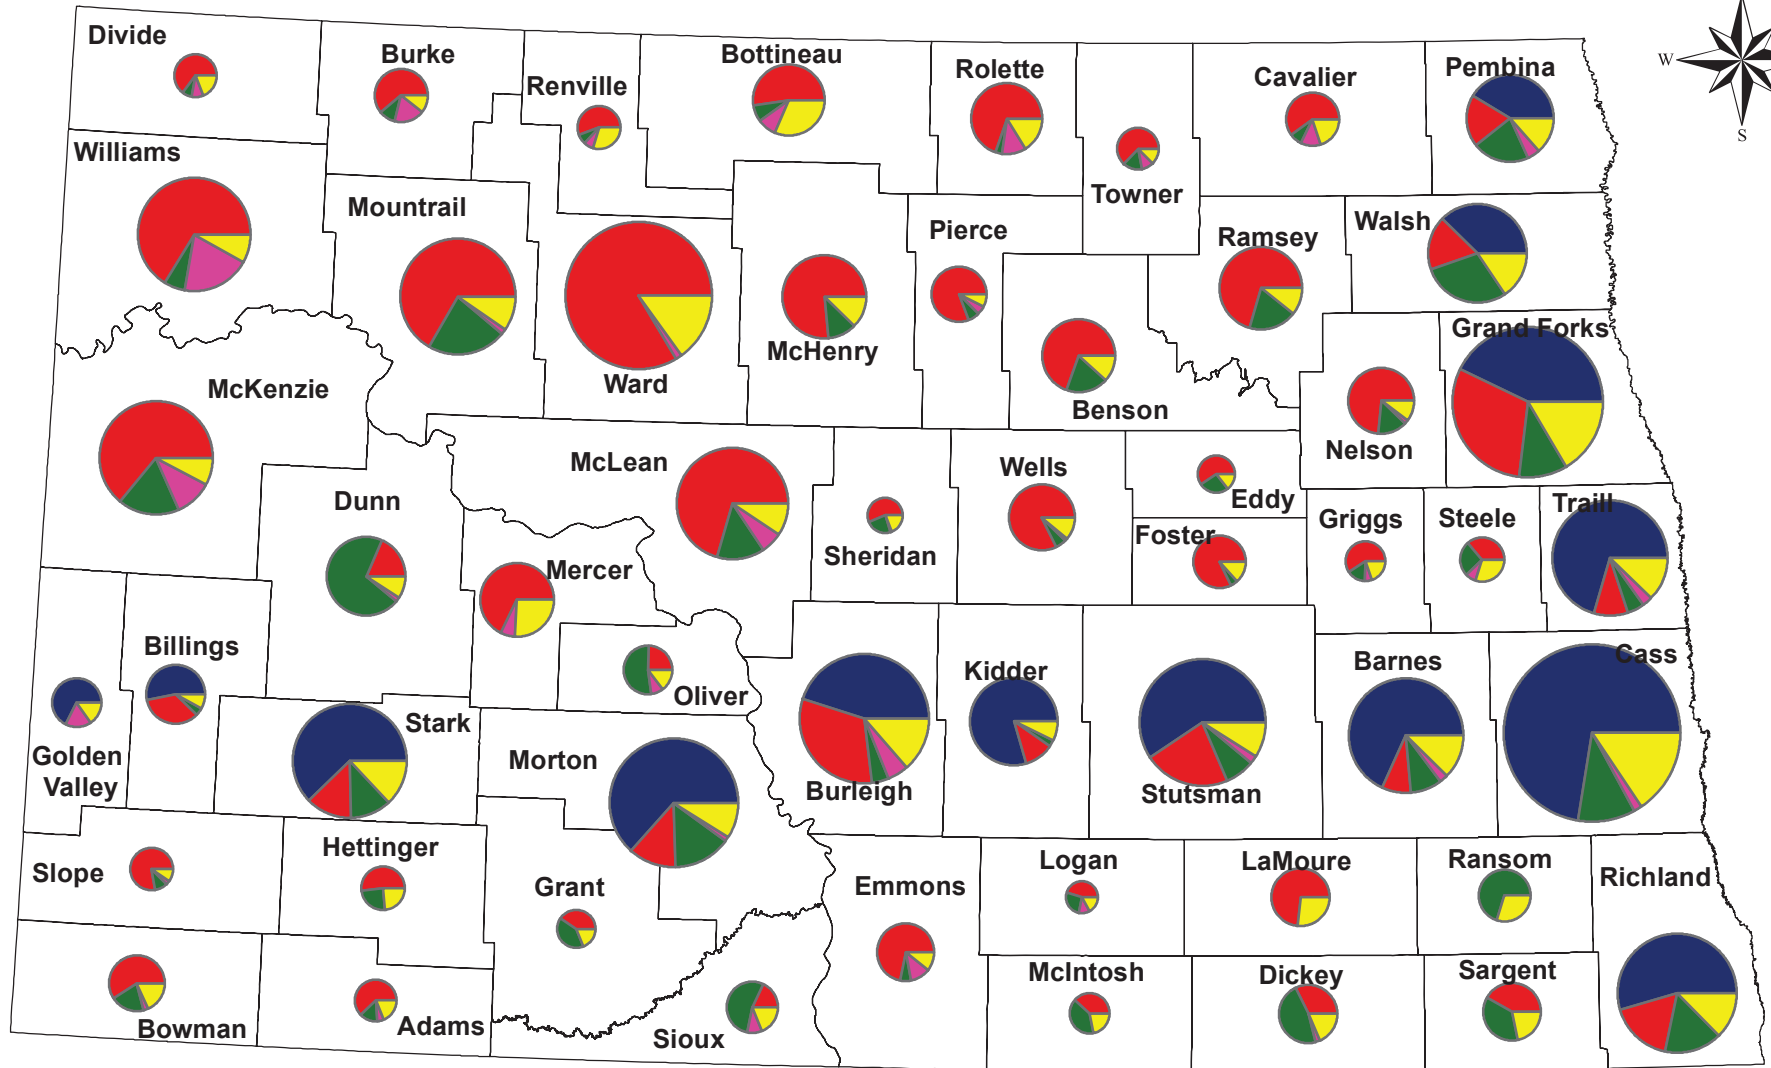 Divide
Burke
Renville
Bottineau
Rolette
Cavalier
Pembina
W
S
Williams
Mountrail
Towner
Pierce
Ramsey
Walsh
McHenry
Ward
Grand Forks
McKenzie
Benson
Nelson
McLean
Dunn
Wells
Eddy
Sheridan
Foster
Griggs
Steele
Traill
Mercer
Billings
Oliver
Kidder
Barnes
Cass
Golden
Valley
Stark
Morton
Burleigh
Stutsman
Slope
Hettinger
Grant
Emmons
Logan
LaMoure
Ransom
Richland
McIntosh
Dickey
Sargent
Bowman
Adams
Sioux